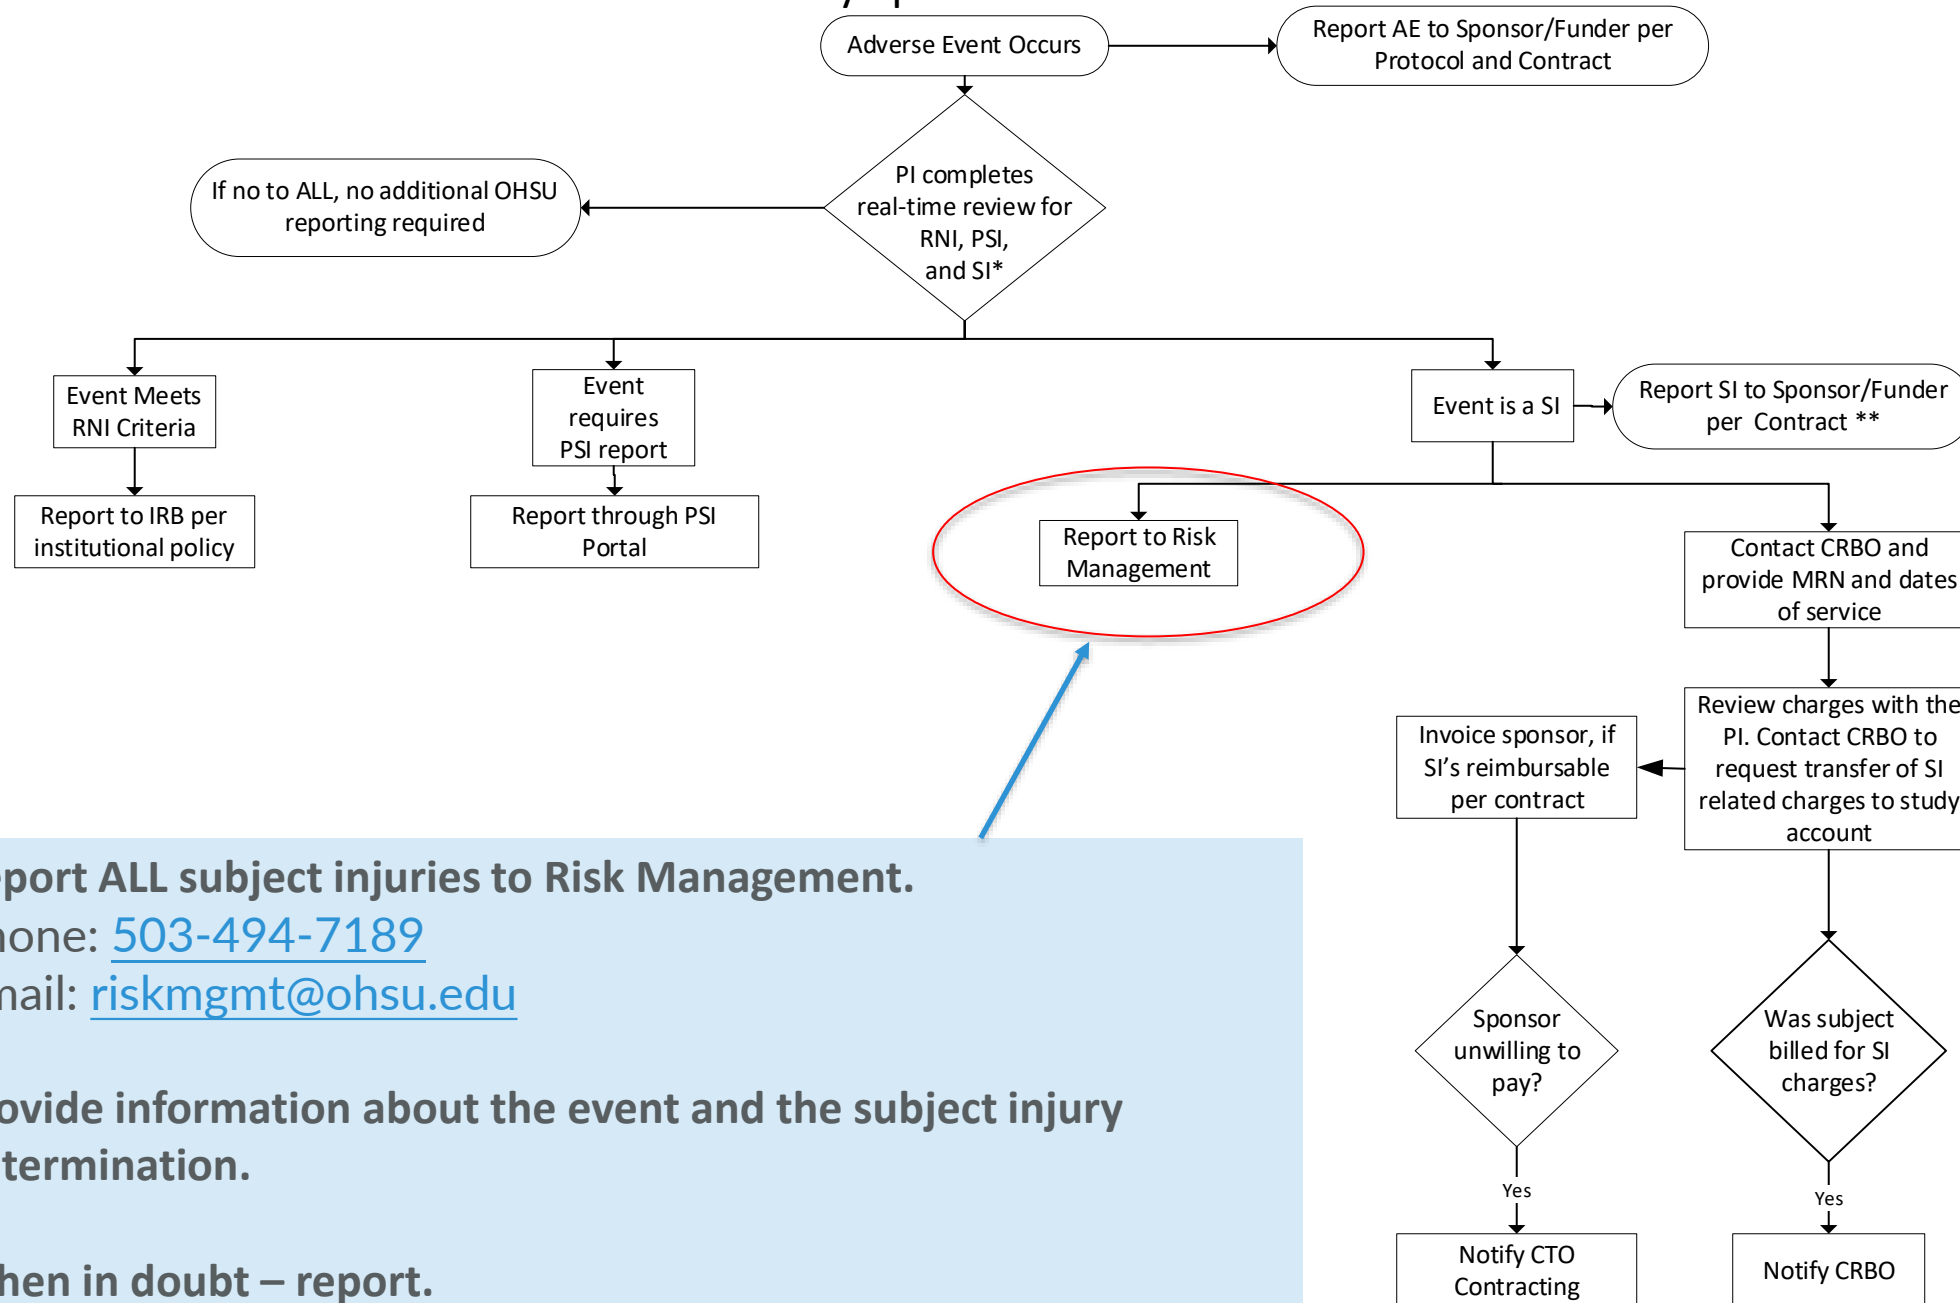 Adverse Event Occurs
Report AE to Sponsor/Funder per
Protocol and Contract
PI completes
real-time review for
RNI, PSI,
and SI*
If no to ALL, no additional OHSU
reporting required
Event Meets
RNI Criteria
Event
requires
PSI report
Event is a SI
Report SI to Sponsor/Funder
per Contract **
Report to IRB per
institutional policy
Report through PSI
Portal
Report to Risk
Management
Contact CRBO and
provide MRN and dates
of service
Review charges with the
PI. Contact CRBO to
request transfer of SI
related charges to study
account
Invoice sponsor, if
SI's reimbursable
per contract
Sponsor
unwilling to
pay?
Was subject
billed for SI
charges?
Yes
Yes
Notify CTO
Contracting
Notify CRBO
eport ALL subject injuries to Risk Management.
hone: 503-494-7189
mail: riskmgmt@ohsu.edu
ovide information about the event and the subject injury
termination.
hen in doubt – report.